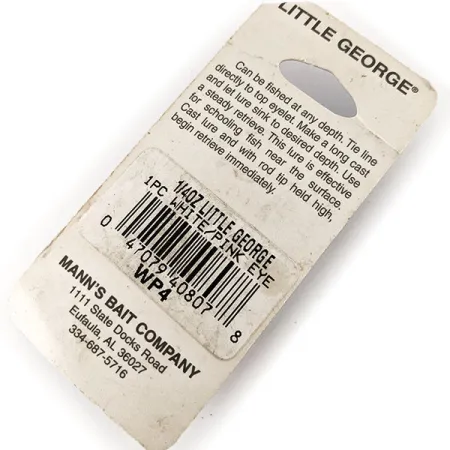 LITTLE GEORGE®
Can be fished at any depth. Tie line
directly to top eyelet. Make a long cast
and let lure sink to desired depth. Use
a steady retrieve. This lure is effective
for schooling fish near the surface.
Cast lure and with rod tip held high,
begin retrieve immediately.
1/4OZ LITTLE GEORGE
1PC. WHITE/PINK EYE
0 47079 40807 8
WP4
MANN'S BAIT COMPANY
1111 State Docks Road
Eufaula, AL 36027
334-687-5716